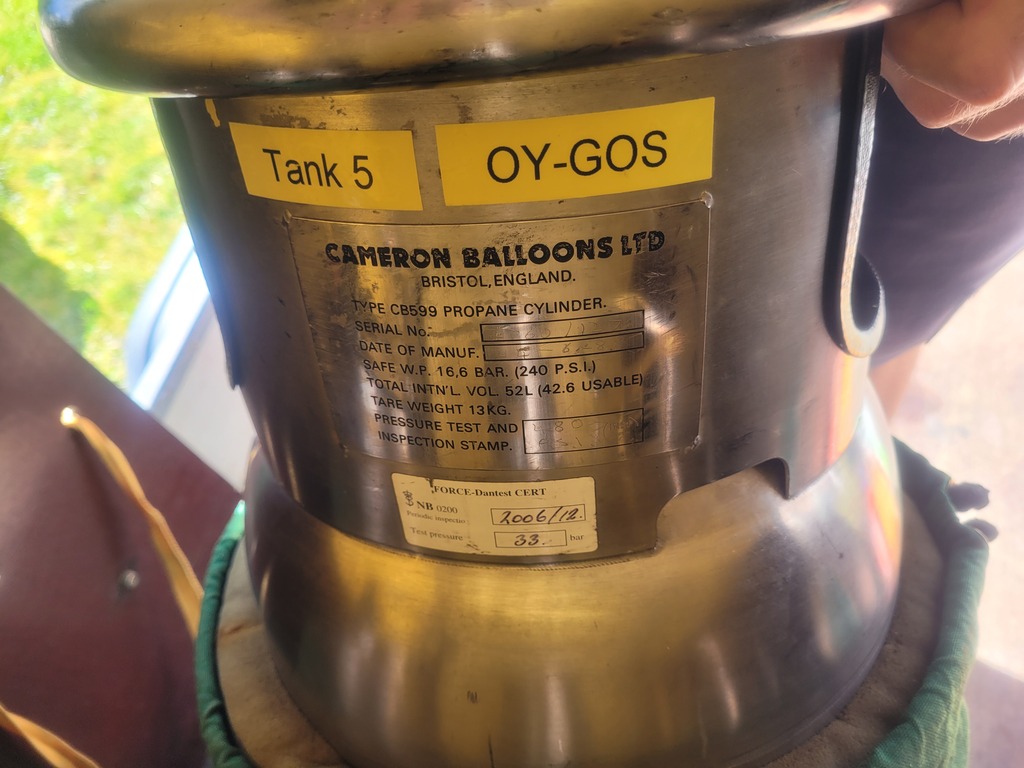 Tank 5
OY-GOS
CAMERON BALLOONS LTD
BRISTOL, ENGLAND.
TYPE CB599 PROPANE CYLINDER.
SERIAL No.
DATE OF MANUF.
SAFE W.P. 16,6 BAR. (240 P.S.I.)
TOTAL INT'N'L. VOL. 52L (42.6 USABLE)
TARE WEIGHT 13KG.
PRESSURE TEST AND
INSPECTION STAMP.
FORCE-Dantest CERT
NB 0200
Periodic inspectio : 2006/12.
Test pressure : 33. bar